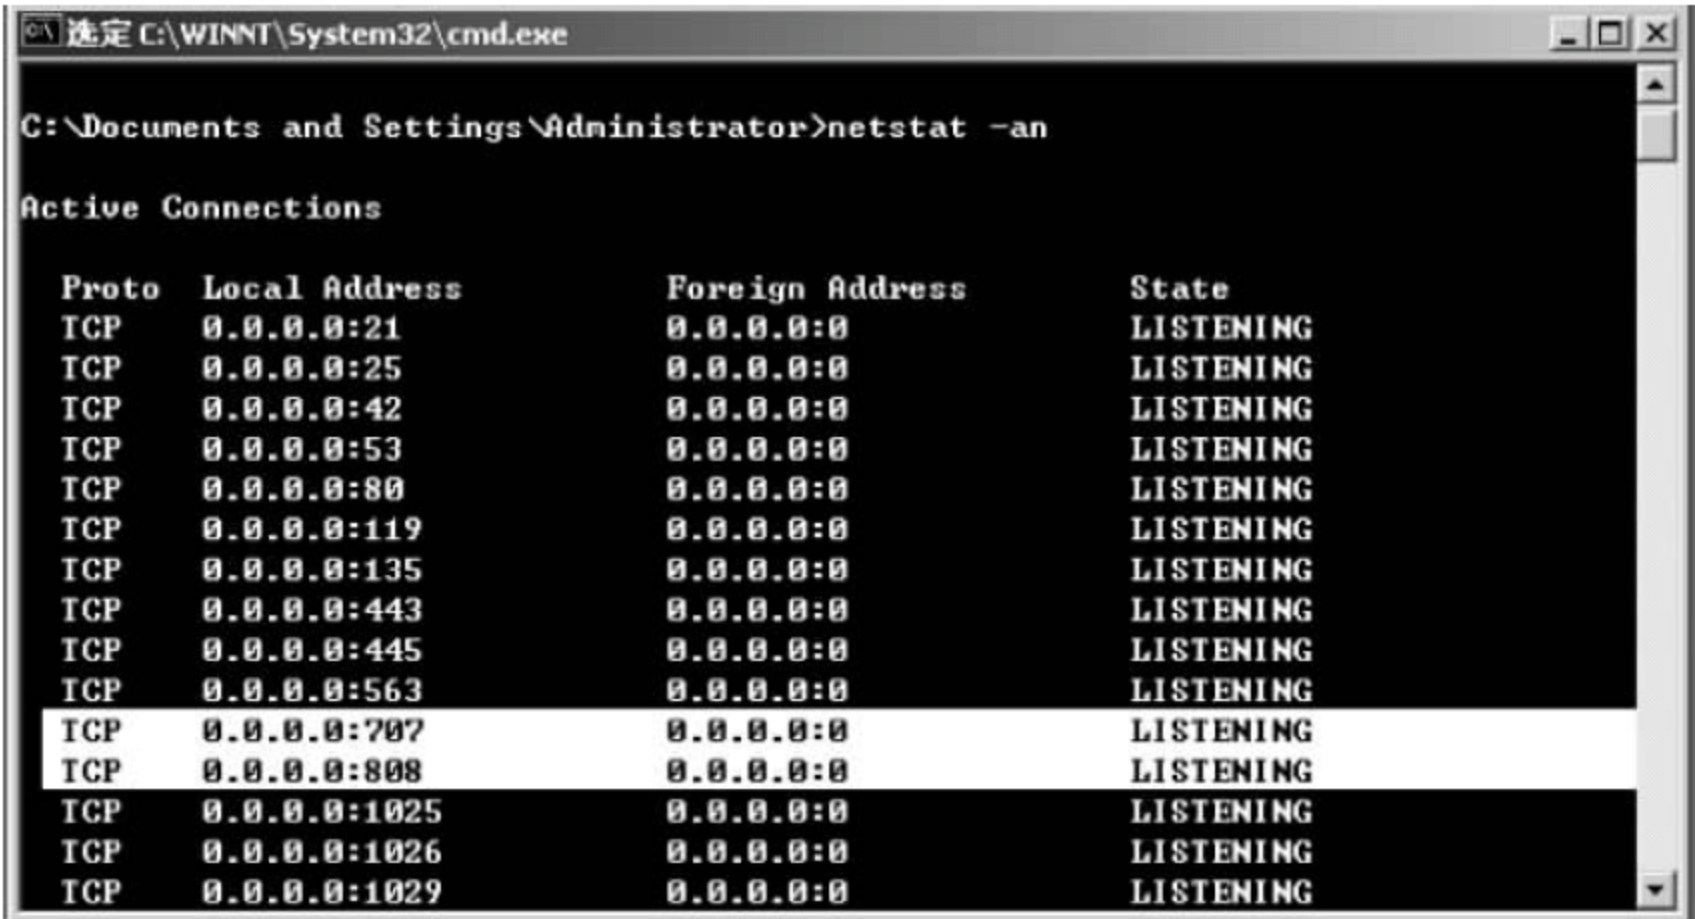 选定 C:\WINNT\System32\cmd.exe
C:\Documents and Settings\Administrator>netstat -an
Active Connections
Proto Local Address Foreign Address State
TCP 0.0.0.0:21 0.0.0.0:0 LISTENING
TCP 0.0.0.0:25 0.0.0.0:0 LISTENING
TCP 0.0.0.0:42 0.0.0.0:0 LISTENING
TCP 0.0.0.0:53 0.0.0.0:0 LISTENING
TCP 0.0.0.0:80 0.0.0.0:0 LISTENING
TCP 0.0.0.0:119 0.0.0.0:0 LISTENING
TCP 0.0.0.0:135 0.0.0.0:0 LISTENING
TCP 0.0.0.0:443 0.0.0.0:0 LISTENING
TCP 0.0.0.0:445 0.0.0.0:0 LISTENING
TCP 0.0.0.0:563 0.0.0.0:0 LISTENING
TCP 0.0.0.0:707 0.0.0.0:0 LISTENING
TCP 0.0.0.0:808 0.0.0.0:0 LISTENING
TCP 0.0.0.0:1025 0.0.0.0:0 LISTENING
TCP 0.0.0.0:1026 0.0.0.0:0 LISTENING
TCP 0.0.0.0:1029 0.0.0.0:0 LISTENING